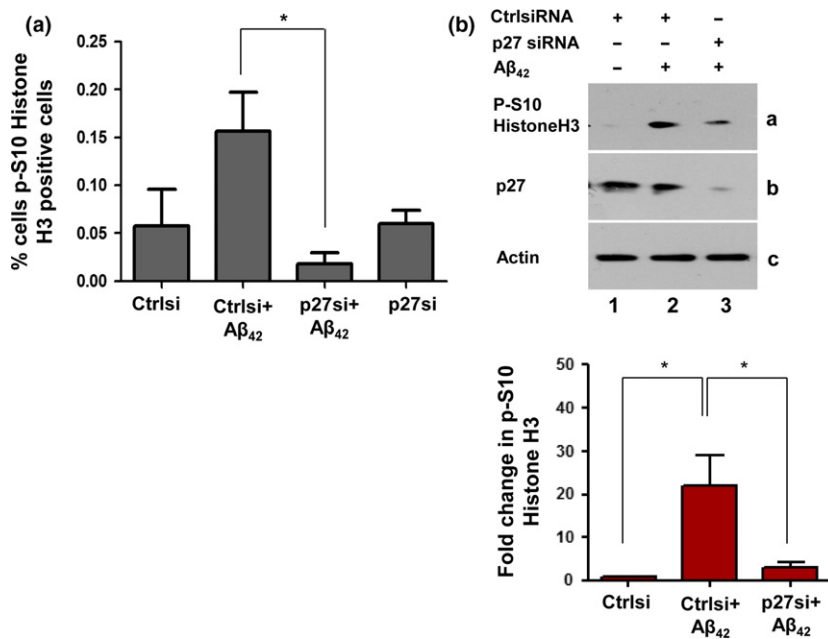 (a)
*
% cells p-S10 Histone
H3 positive cells
0.25
0.20
0.15
0.10
0.05
0.00
Ctrlsi
Ctrlsi+
Aβ₄₂
p27si+
Aβ₄₂
p27si
(b)
CtrlsiRNA + + –
p27 siRNA – – +
Aβ₄₂ – + +
P-S10
HistoneH3
a
p27
b
Actin
c
1 2 3
* *
Fold change in p-S10
Histone H3
50
40
30
20
10
0
Ctrlsi
Ctrlsi+
Aβ₄₂
p27si+
Aβ₄₂